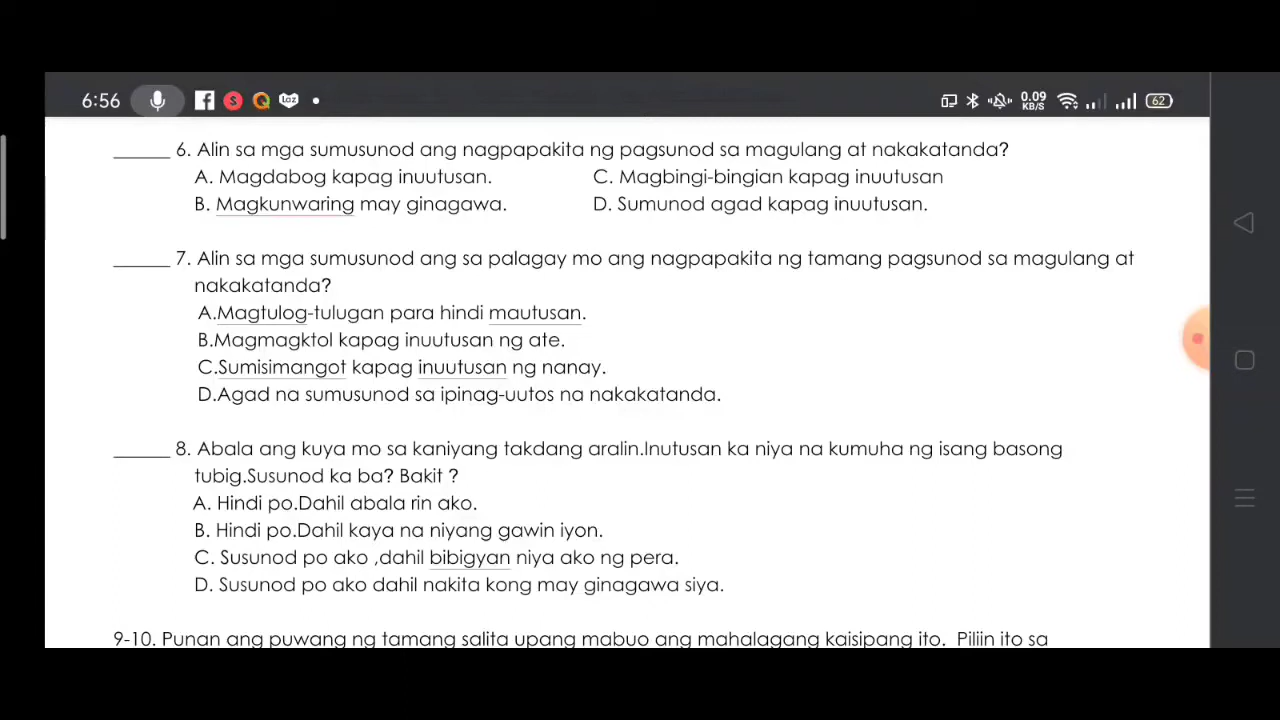 6:56 Laz 0.09 KB/S 62
______ 6. Alin sa mga sumusunod ang nagpapakita ng pagsunod sa magulang at nakakatanda?
A. Magdabog kapag inuutusan. C. Magbingi-bingian kapag inuutusan
B. Magkunwaring may ginagawa. D. Sumunod agad kapag inuutusan.
______ 7. Alin sa mga sumusunod ang sa palagay mo ang nagpapakita ng tamang pagsunod sa magulang at
nakakatanda?
A.Magtulog-tulugan para hindi mautusan.
B.Magmagktol kapag inuutusan ng ate.
C.Sumisimangot kapag inuutusan ng nanay.
D.Agad na sumusunod sa ipinag-uutos na nakakatanda.
______ 8. Abala ang kuya mo sa kaniyang takdang aralin.Inutusan ka niya na kumuha ng isang basong
tubig.Susunod ka ba? Bakit ?
A. Hindi po.Dahil abala rin ako.
B. Hindi po.Dahil kaya na niyang gawin iyon.
C. Susunod po ako ,dahil bibigyan niya ako ng pera.
D. Susunod po ako dahil nakita kong may ginagawa siya.
9-10. Punan ang puwang ng tamang salita upang mabuo ang mahalagang kaisipang ito. Piliin ito sa